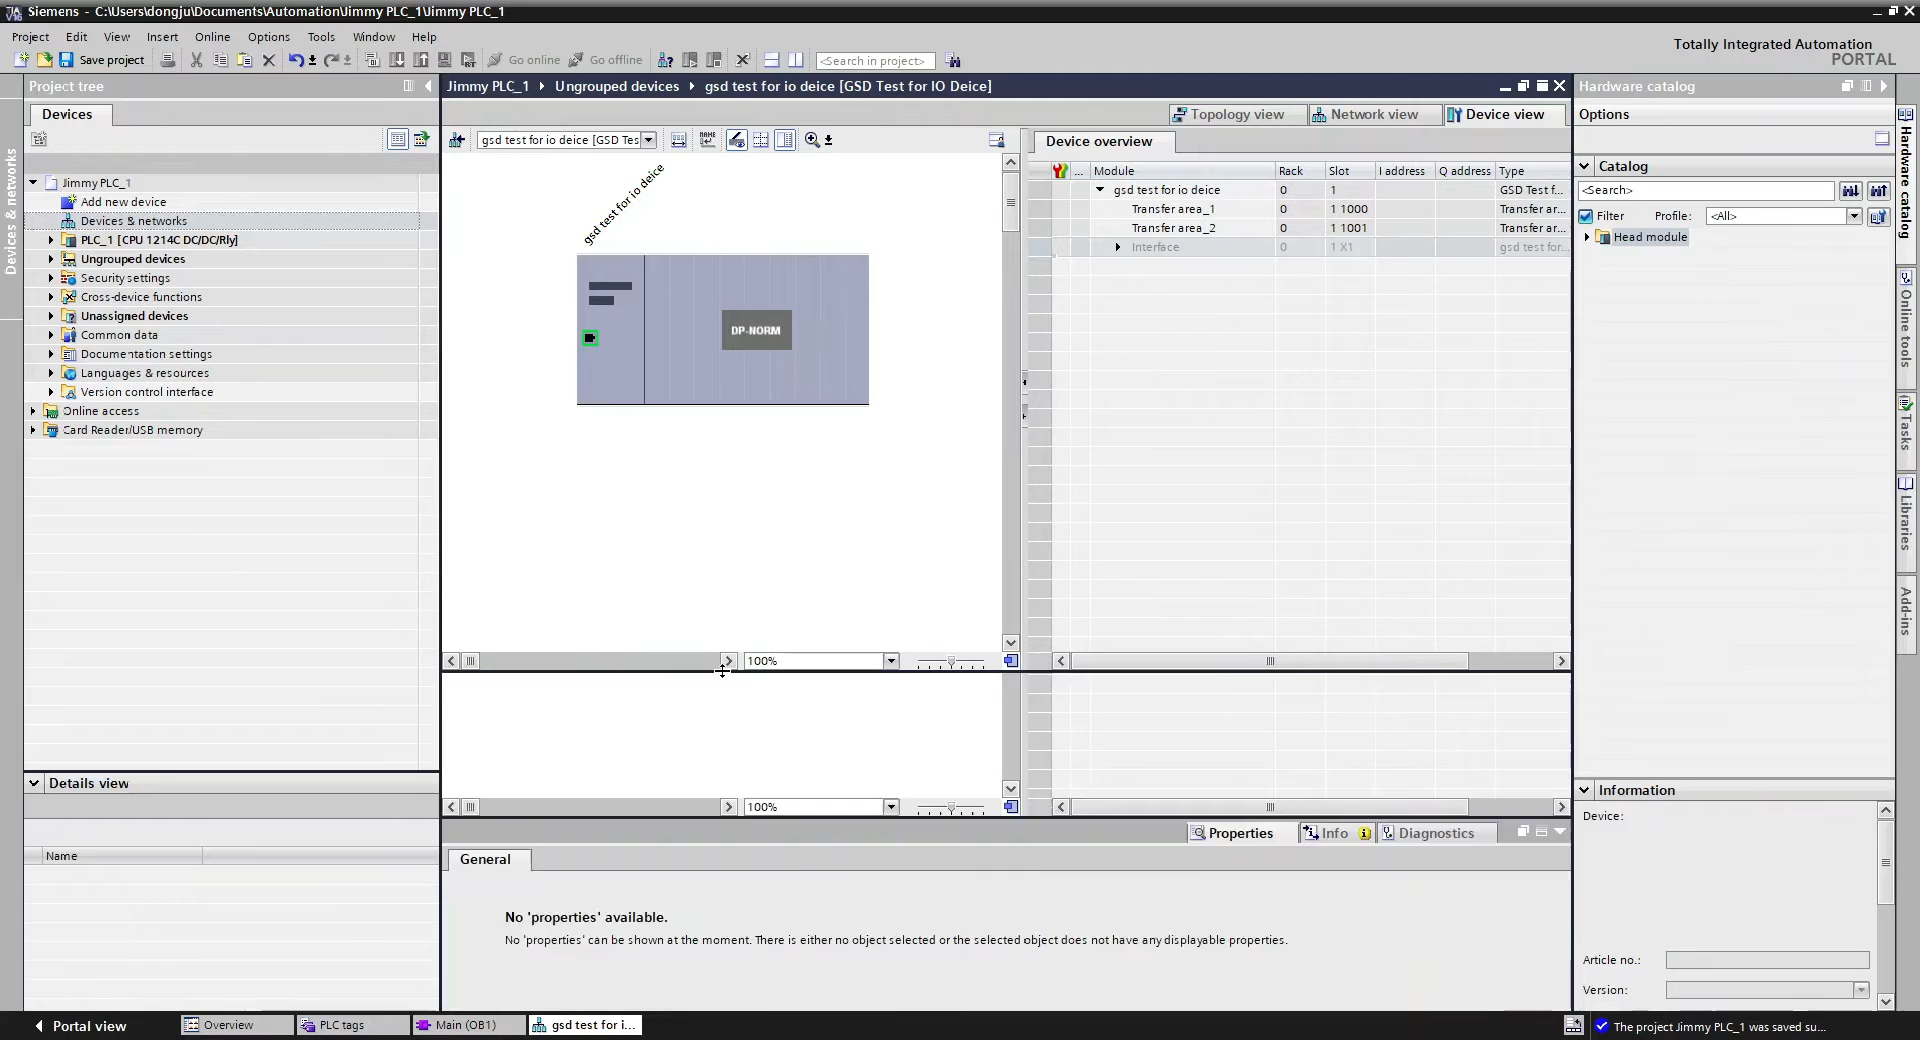 Siemens - C:\Users\dongju\Documents\Automation\Jimmy PLC_1\Jimmy PLC_1
Project Edit View Insert Online Options Tools Window Help
Totally Integrated Automation
PORTAL
Save project
Go online
Go offline
<Search in project>
Project tree
Devices
Devices & networks
Jimmy PLC_1
Add new device
Devices & networks
PLC_1 [CPU 1214C DC/DC/Rly]
Ungrouped devices
Security settings
Cross-device functions
Unassigned devices
Common data
Documentation settings
Languages & resources
Version control interface
Online access
Card Reader/USB memory
Details view
Name
Jimmy PLC_1 Ungrouped devices gsd test for io deice [GSD Test for IO Deice]
Topology view Network view Device view
gsd test for io deice [GSD Tes
gsd test for io deice
DP-NORM
100%
100%
Device overview
... Module Rack Slot I address Q address Type
gsd test for io deice 0 1 GSD Test f...
Transfer area_1 0 1 1000 Transfer ar...
Transfer area_2 0 1 1001 Transfer ar...
Interface 0 1 X1 gsd test for...
Properties Info Diagnostics
General
No 'properties' available.
No 'properties' can be shown at the moment. There is either no object selected or the selected object does not have any displayable properties.
Hardware catalog
Options
Catalog
<Search>
Filter Profile: <All>
Head module
Information
Device:
Article no.:
Version:
Hardware catalog
Online tools
Tasks
Libraries
Add-ins
Portal view Overview PLC tags Main (OB1) gsd test for i... The project Jimmy PLC_1 was saved su...